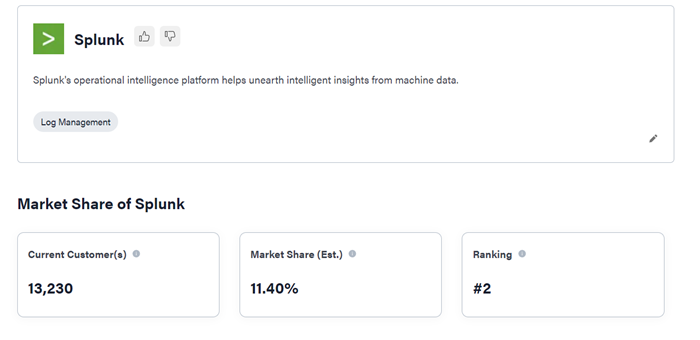 Splunk
Splunk's operational intelligence platform helps unearth intelligent insights from machine data.
Log Management
Market Share of Splunk
Current Customer(s)
13,230
Market Share (Est.)
11.40%
Ranking
#2